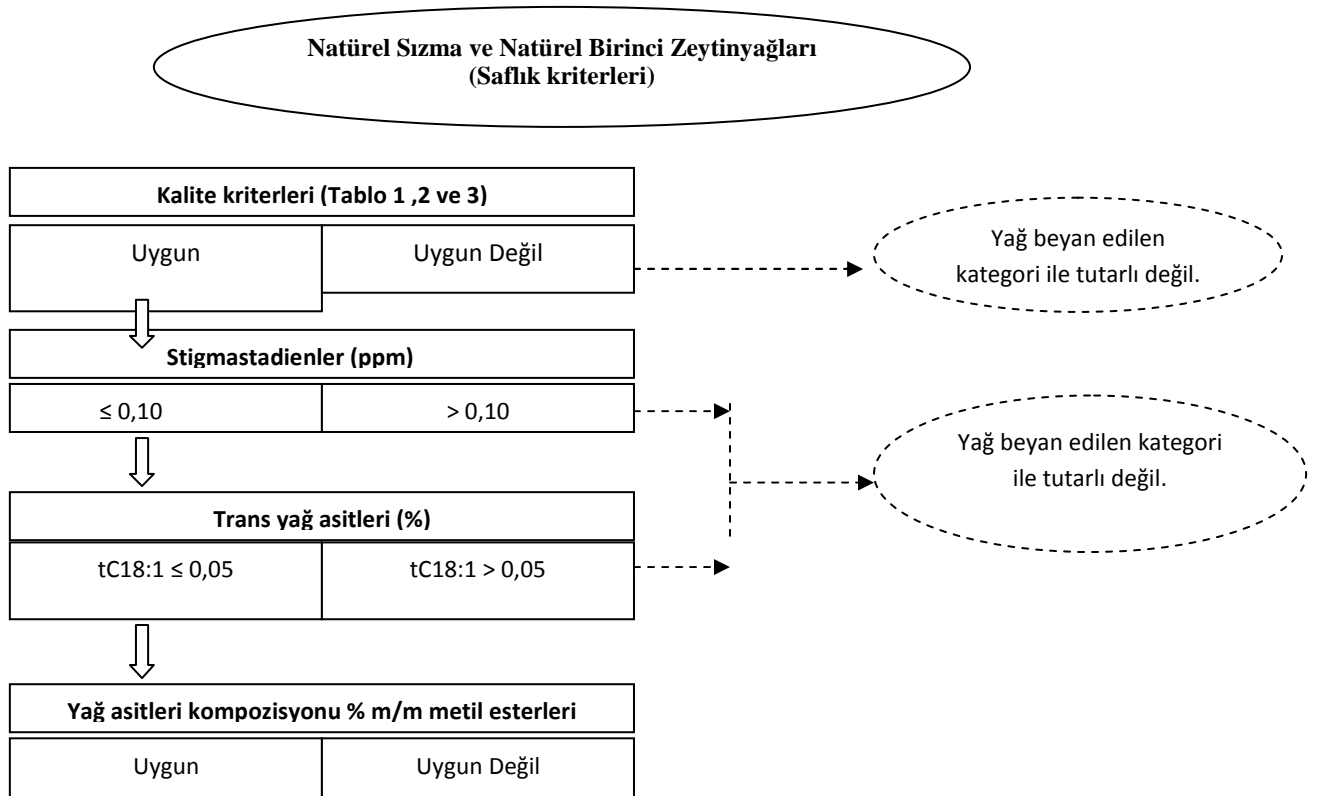 Natürel Sızma ve Natürel Birinci Zeytinyağları
(Saflık kriterleri)
Kalite kriterleri (Tablo 1 ,2 ve 3)
Uygun
Uygun Değil
Yağ beyan edilen
kategori ile tutarlı değil.
Stigmastadienler (ppm)
≤ 0,10
> 0,10
Yağ beyan edilen kategori
ile tutarlı değil.
Trans yağ asitleri (%)
tC18:1 ≤ 0,05
tC18:1 > 0,05
Yağ asitleri kompozisyonu % m/m metil esterleri
Uygun
Uygun Değil